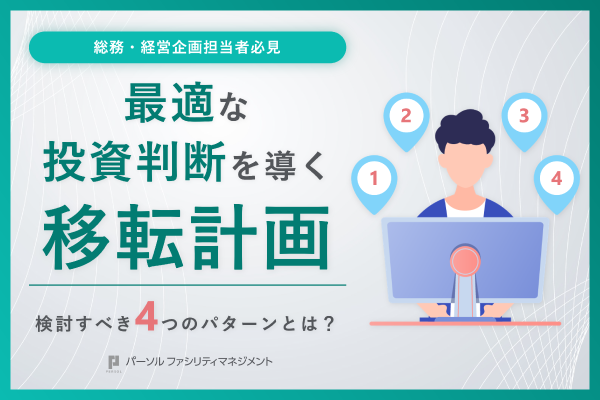 総務・経営企画担当者必見
最適な
投資判断を導く
移転計画
検討すべき4つのパターンとは？
パーソル ファシリティマネジメント
1
2
3
4